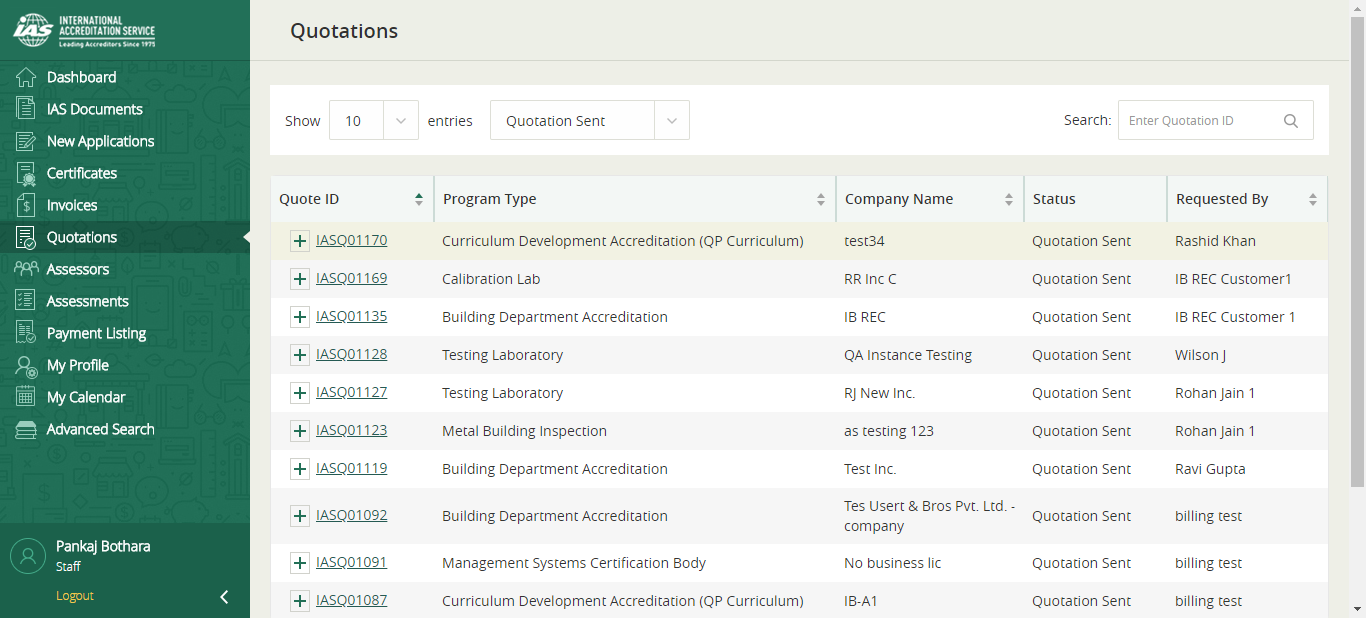 IAS
INTERNATIONAL
ACCREDITATION SERVICE
Leading Accreditors Since 1975
Dashboard
IAS Documents
New Applications
Certificates
Invoices
Quotations
Assessors
Assessments
Payment Listing
My Profile
My Calendar
Advanced Search
Pankaj Bothara
Staff
Logout
Quotations
Show 10 entries Quotation Sent Search: Enter Quotation ID
Quote ID Program Type Company Name Status Requested By
IASQ01170 Curriculum Development Accreditation (QP Curriculum) test34 Quotation Sent Rashid Khan
IASQ01169 Calibration Lab RR Inc C Quotation Sent IB REC Customer1
IASQ01135 Building Department Accreditation IB REC Quotation Sent IB REC Customer 1
IASQ01128 Testing Laboratory QA Instance Testing Quotation Sent Wilson J
IASQ01127 Testing Laboratory RJ New Inc. Quotation Sent Rohan Jain 1
IASQ01123 Metal Building Inspection as testing 123 Quotation Sent Rohan Jain 1
IASQ01119 Building Department Accreditation Test Inc. Quotation Sent Ravi Gupta
IASQ01092 Building Department Accreditation Tes Usert & Bros Pvt. Ltd. - company Quotation Sent billing test
IASQ01091 Management Systems Certification Body No business lic Quotation Sent billing test
IASQ01087 Curriculum Development Accreditation (QP Curriculum) IB-A1 Quotation Sent billing test